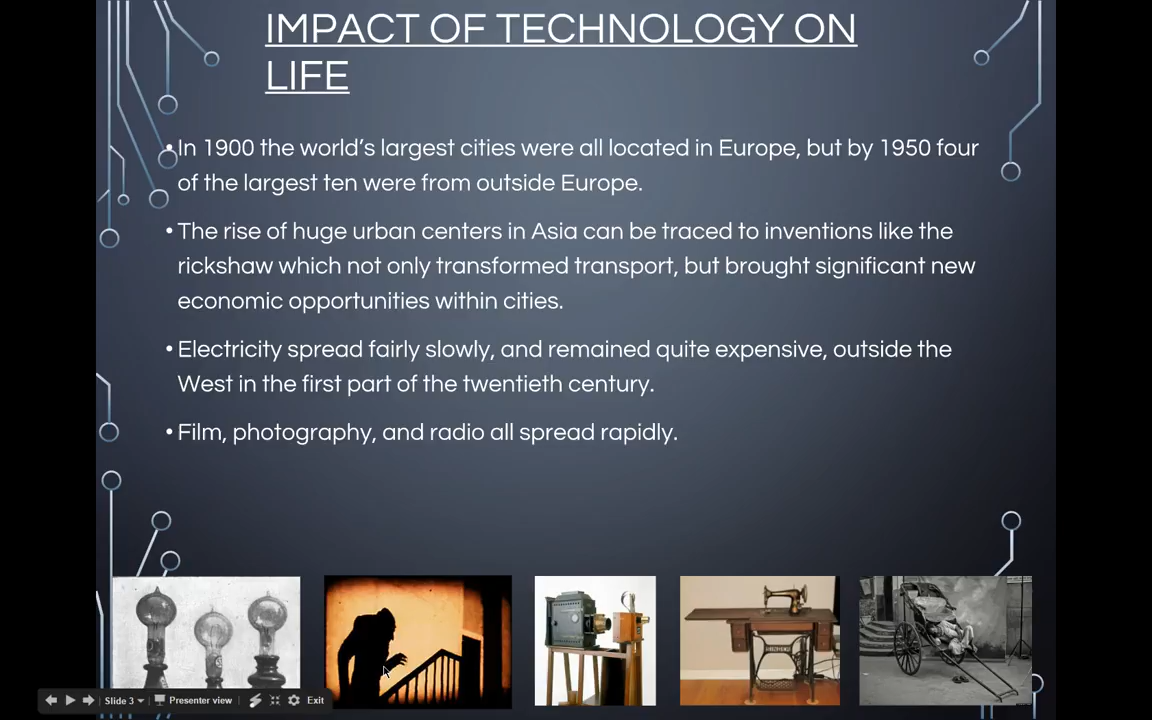 IMPACT OF TECHNOLOGY ON
LIFE
•In 1900 the world's largest cities were all located in Europe, but by 1950 four
of the largest ten were from outside Europe.
•The rise of huge urban centers in Asia can be traced to inventions like the
rickshaw which not only transformed transport, but brought significant new
economic opportunities within cities.
•Electricity spread fairly slowly, and remained quite expensive, outside the
West in the first part of the twentieth century.
•Film, photography, and radio all spread rapidly.
Slide 3 Presenter view Exit